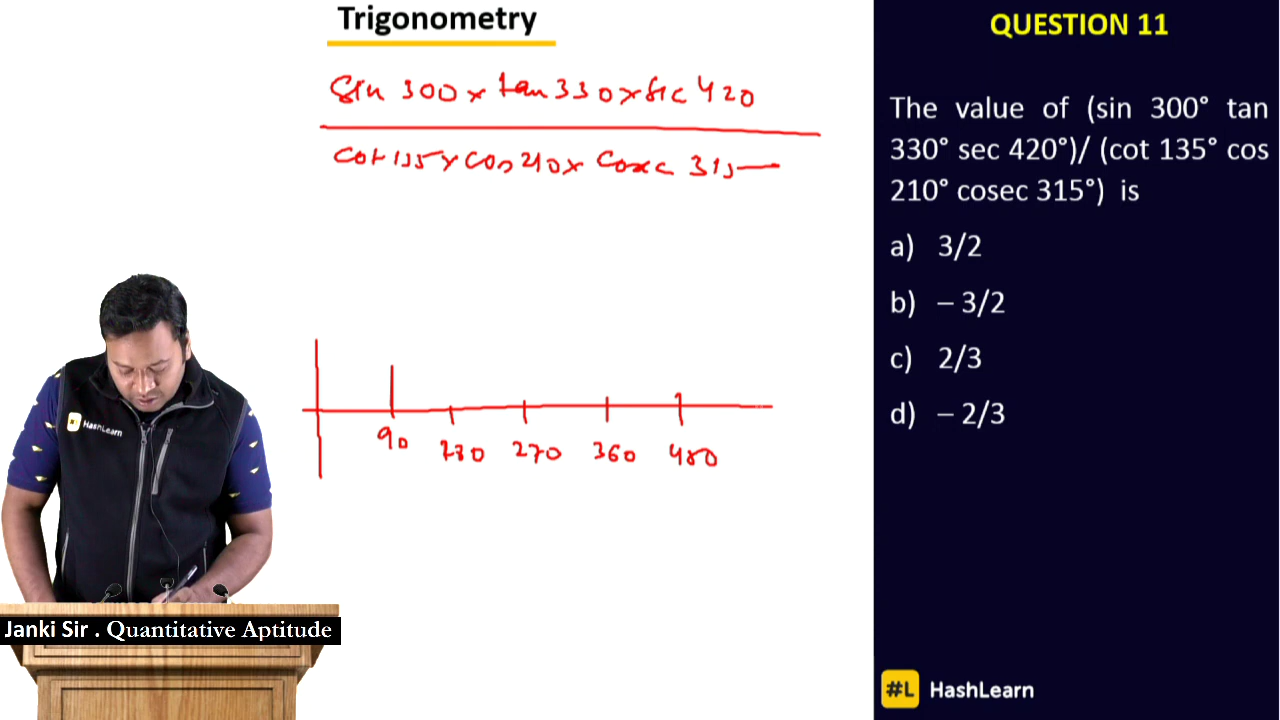 Trigonometry
sin 300 × tan 330 × sec 420
cot 135 × cos 210 × cosec 315
90 180 270 360 450
HashLearn
Janki Sir . Quantitative Aptitude
QUESTION 11
The value of (sin 300° tan
330° sec 420°)/ (cot 135° cos
210° cosec 315°) is
a) 3/2
b) – 3/2
c) 2/3
d) – 2/3
#L HashLearn